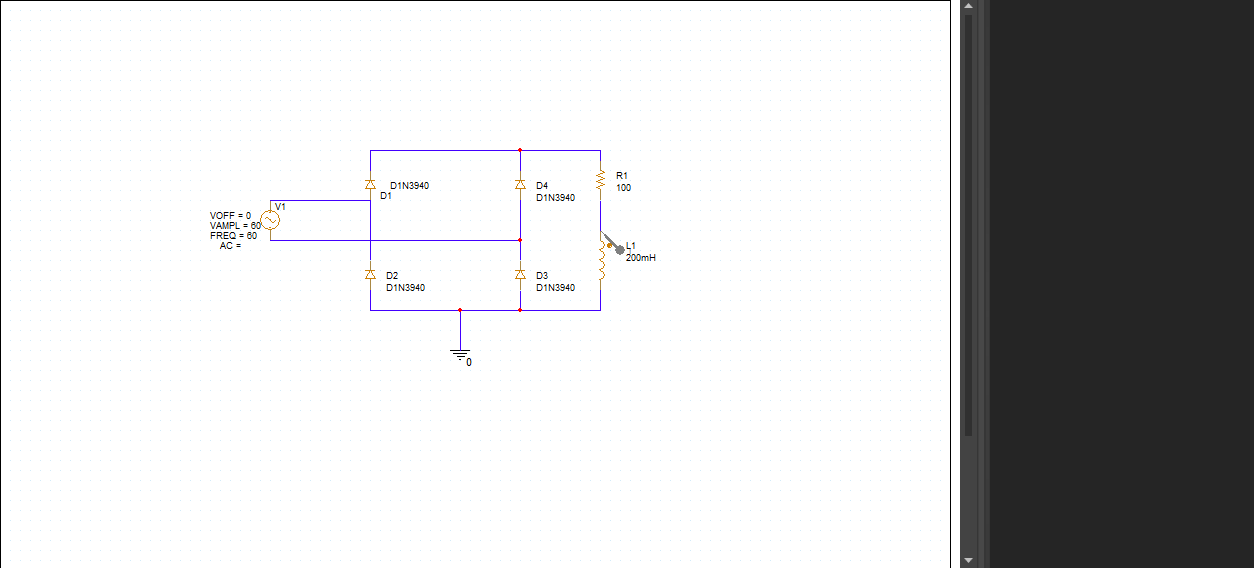 D1N3940
D1
D4
D1N3940
R1
100
V1
VOFF = 0
VAMPL = 60
FREQ = 60
AC =
L1
200mH
D2
D1N3940
D3
D1N3940
0